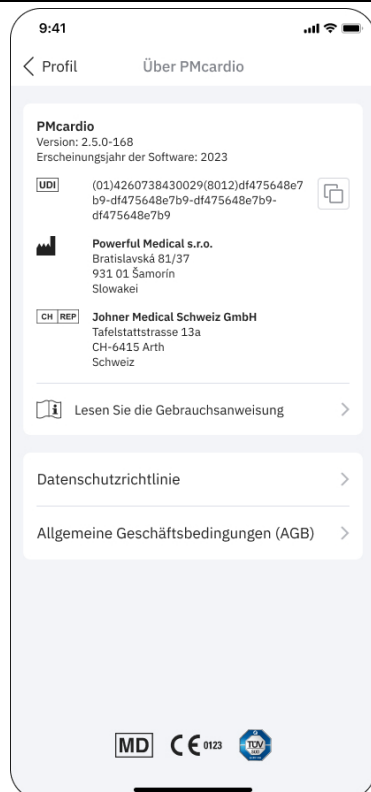 9:41
Profil
Über PMcardio
PMcardio
Version: 2.5.0-168
Erscheinungsjahr der Software: 2023
UDI
(01)4260738430029(8012)df475648e7
b9-df475648e7b9-df475648e7b9-
df475648e7b9
Powerful Medical s.r.o.
Bratislavská 81/37
931 01 Šamorín
Slowakei
CH REP
Johner Medical Schweiz GmbH
Tafelstattstrasse 13a
CH-6415 Arth
Schweiz
i
Lesen Sie die Gebrauchsanweisung
Datenschutzrichtlinie
Allgemeine Geschäftsbedingungen (AGB)
MD
CE 0123
TÜV
SÜD